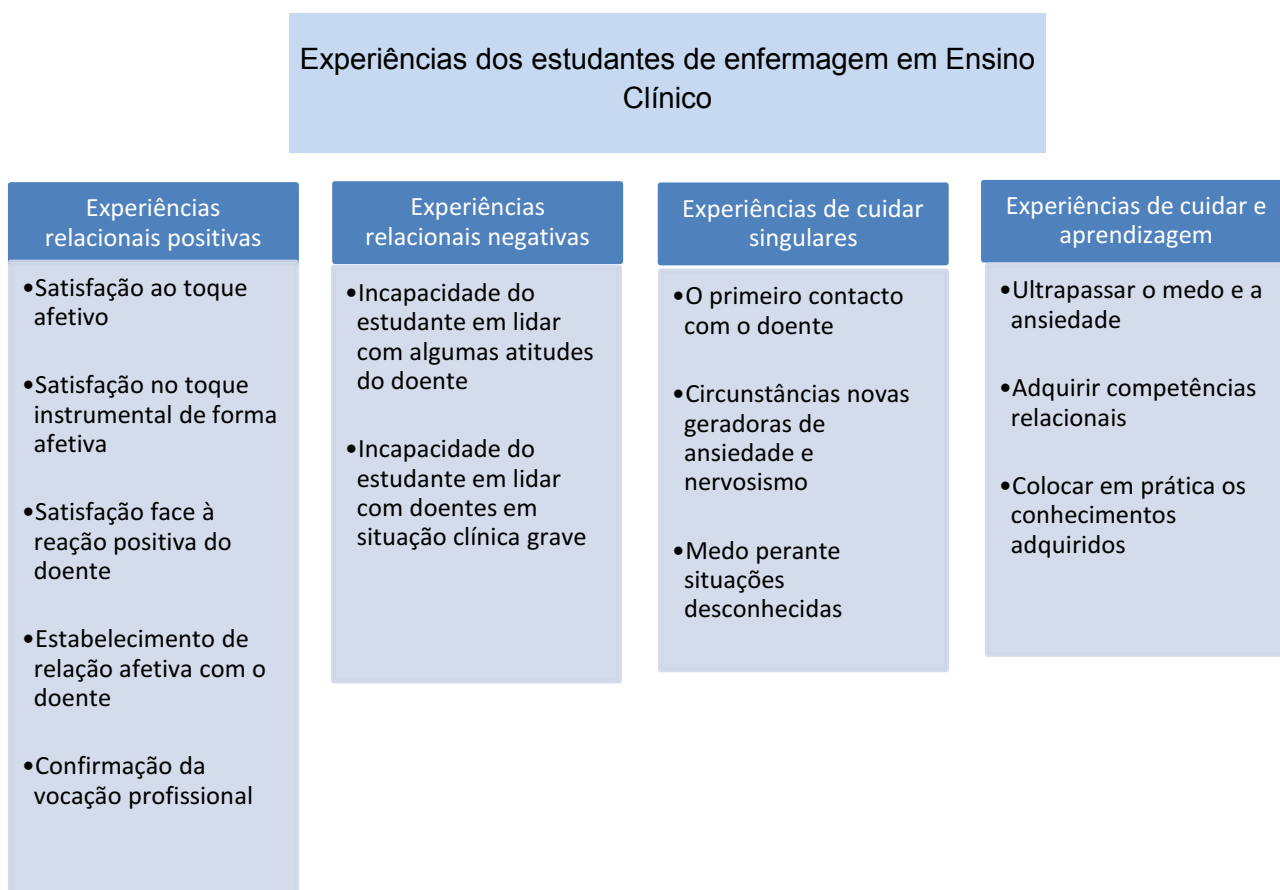 Experiências dos estudantes de enfermagem em Ensino
Clínico
Experiências
relacionais positivas
•Satisfação ao toque
afetivo
•Satisfação no toque
instrumental de forma
afetiva
•Satisfação face à
reação positiva do
doente
•Estabelecimento de
relação afetiva com o
doente
•Confirmação da
vocação profissional
Experiências
relacionais negativas
•Incapacidade do
estudante em lidar
com algumas atitudes
do doente
•Incapacidade do
estudante em lidar
com doentes em
situação clínica grave
Experiências de cuidar
singulares
•O primeiro contacto
com o doente
•Circunstâncias novas
geradoras de
ansiedade e
nervosismo
•Medo perante
situações
desconhecidas
Experiências de cuidar e
aprendizagem
•Ultrapassar o medo e a
ansiedade
•Adquirir competências
relacionais
•Colocar em prática os
conhecimentos
adquiridos